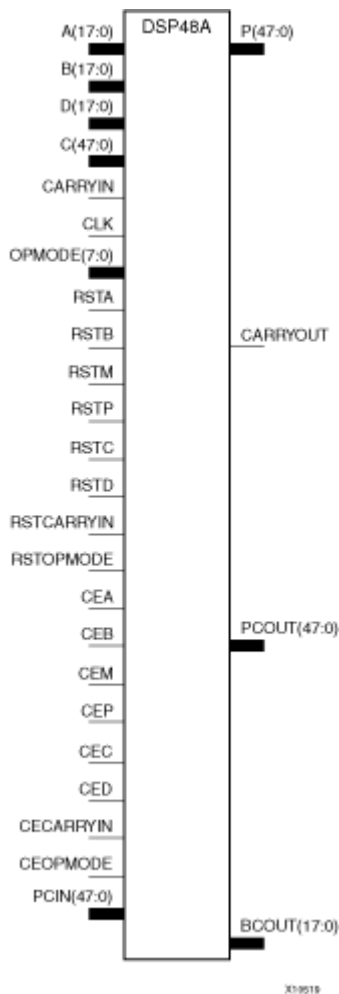 DSP48A
A(17:0)
P(47:0)
B(17:0)
D(17:0)
C(47:0)
CARRYIN
CLK
OPMODE(7:0)
RSTA
RSTB
CARRYOUT
RSTM
RSTP
RSTC
RSTD
RSTCARRYIN
RSTOPMODE
CEA
CEB
PCOUT(47:0)
CEM
CEP
CEC
CED
CECARRYIN
CEOPMODE
PCIN(47:0)
BCOUT(17:0)
X10519